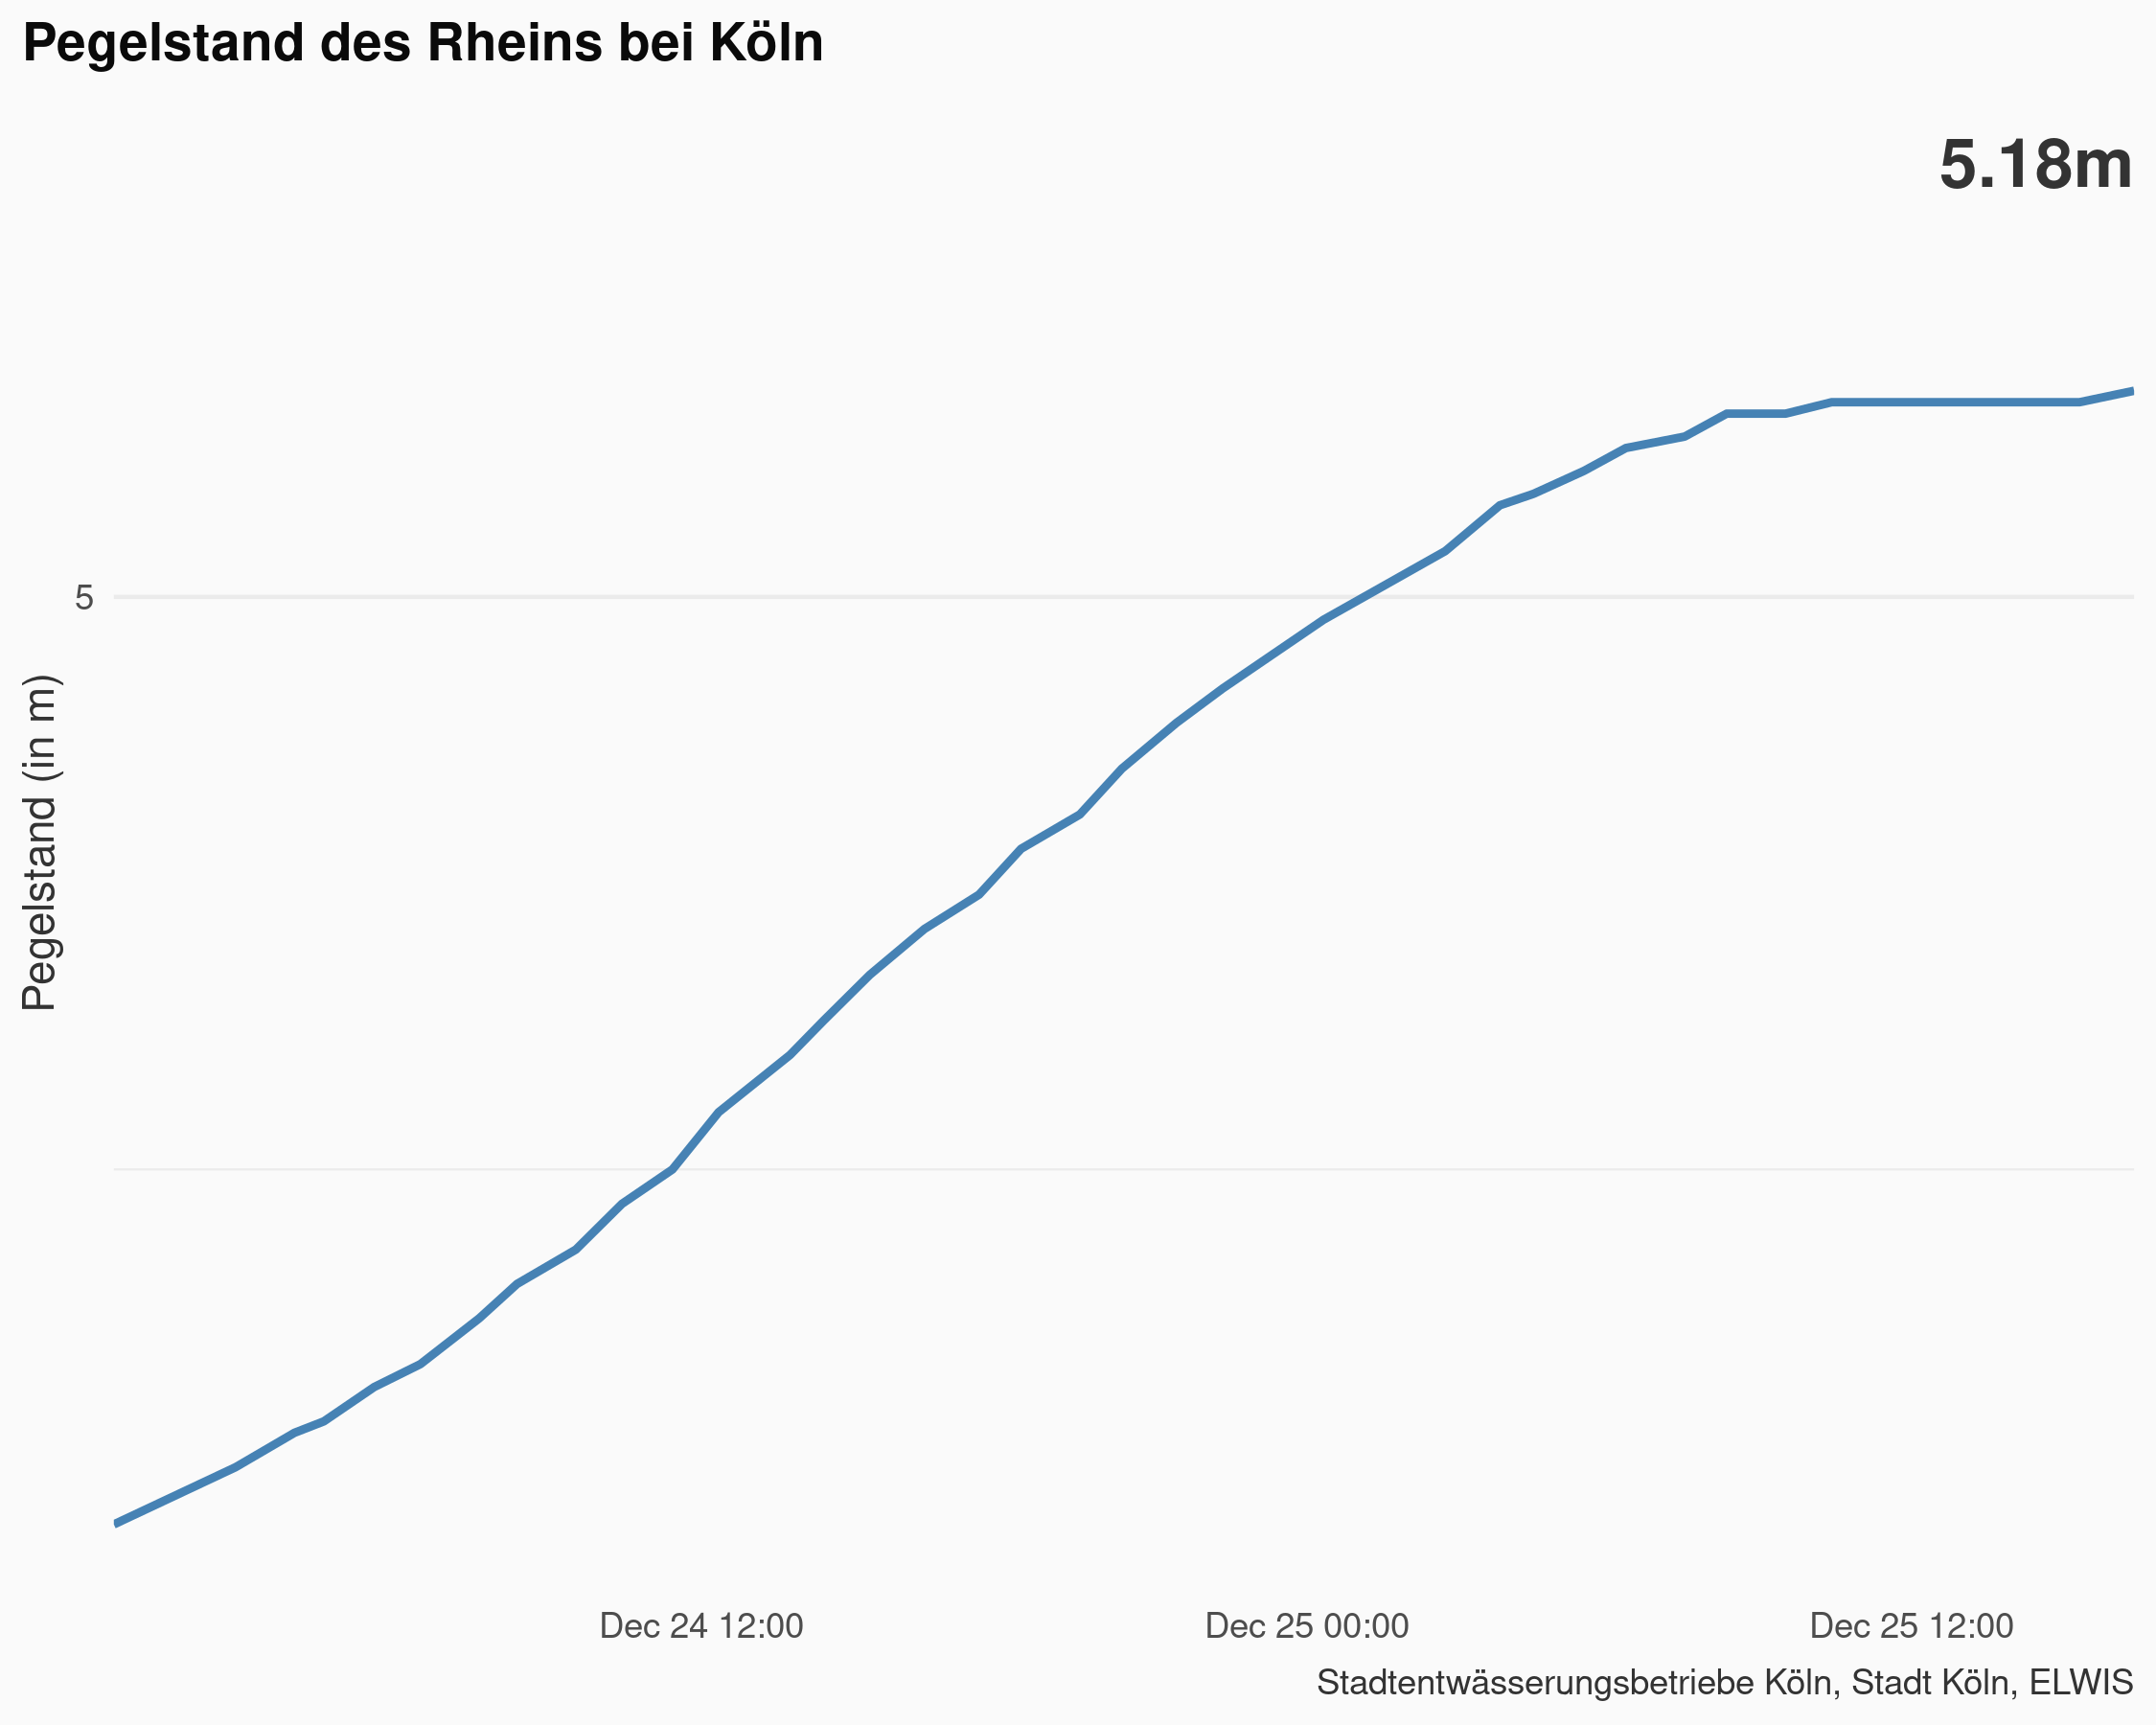 Pegelstand des Rheins bei Köln
5.18m
5
Pegelstand (in m)
Dec 24 12:00
Dec 25 00:00
Dec 25 12:00
Stadtentwässerungsbetriebe Köln, Stadt Köln, ELWIS